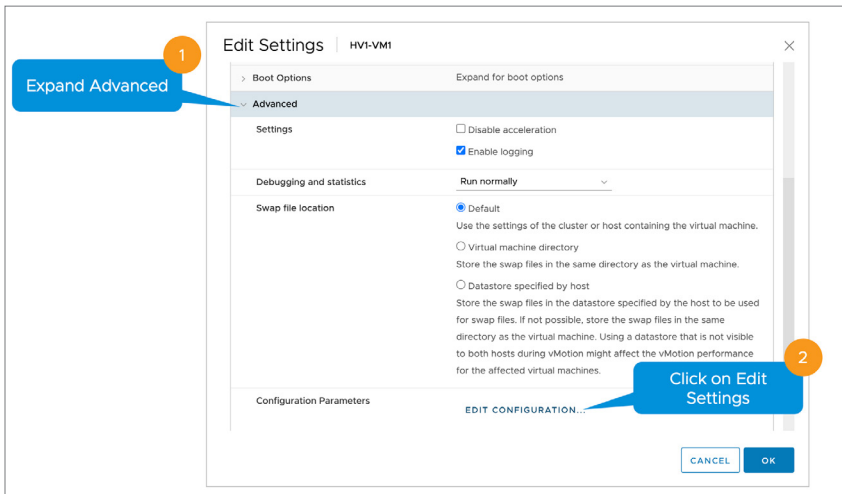 Edit Settings | HV1-VM1
1
Expand Advanced
Boot Options Expand for boot options
Advanced
Settings Disable acceleration
Enable logging
Debugging and statistics Run normally
Swap file location Default
Use the settings of the cluster or host containing the virtual machine.
Virtual machine directory
Store the swap files in the same directory as the virtual machine.
Datastore specified by host
Store the swap files in the datastore specified by the host to be used
for swap files. If not possible, store the swap files in the same
directory as the virtual machine. Using a datastore that is not visible
to both hosts during vMotion might affect the vMotion performance
for the affected virtual machines.
2
Click on Edit
Settings
Configuration Parameters EDIT CONFIGURATION...
CANCEL OK